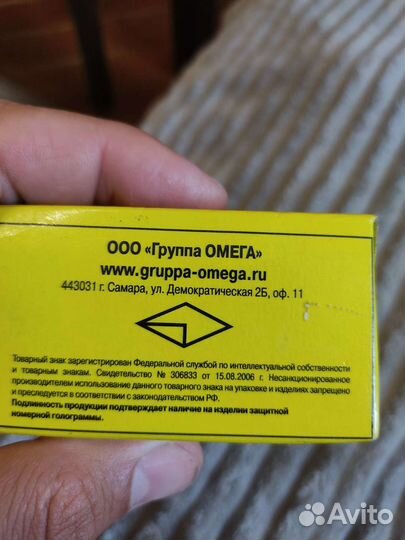 ООО «Группа ОМЕГА»
www.gruppa-omega.ru
443031 г. Самара, ул. Демократическая 2Б, оф. 11
Товарный знак зарегистрирован Федеральной службой по интеллектуальной собственности
и товарным знакам. Свидетельство № 306833 от 15.08.2006 г. Несанкционированное
производителем использование данного товарного знака на упаковке и изделиях запрещено
и преследуется в соответствии с законодательством РФ.
Подлинность продукции подтверждает наличие на изделии защитной
номерной голограммы.
Avito